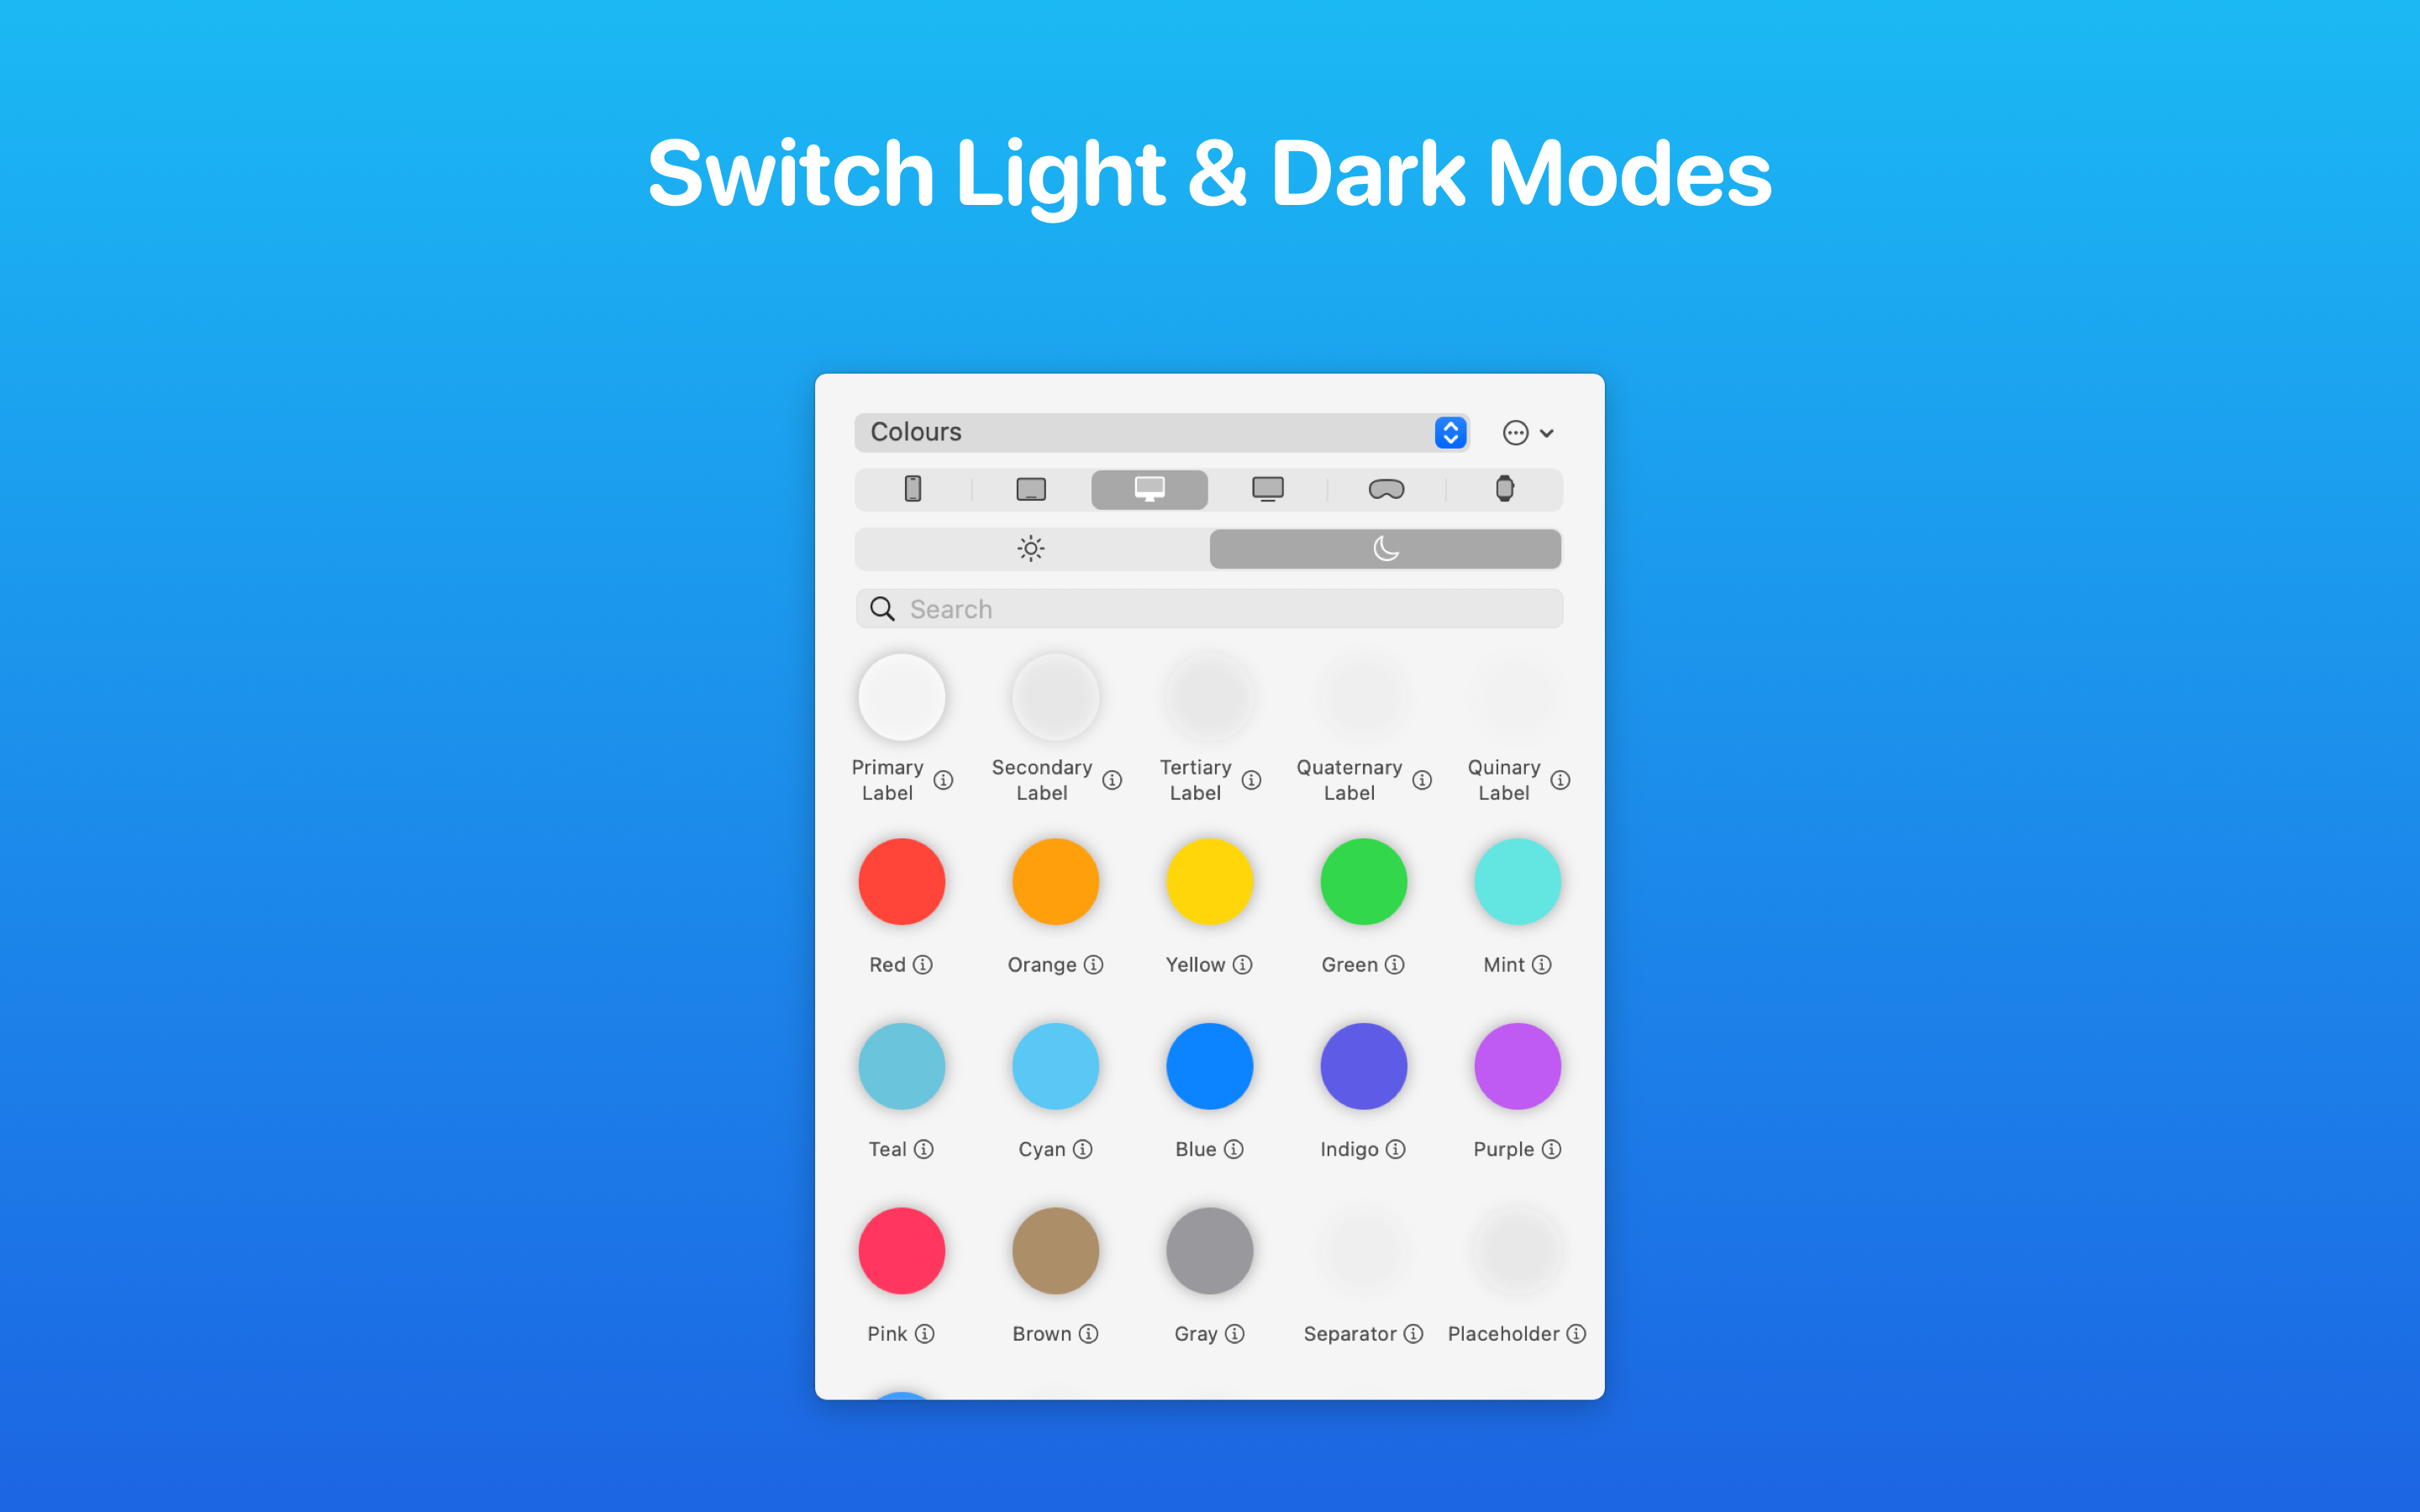 Switch Light & Dark Modes
Colours
Search
Primary Label
Secondary Label
Tertiary Label
Quaternary Label
Quinary Label
Red
Orange
Yellow
Green
Mint
Teal
Cyan
Blue
Indigo
Purple
Pink
Brown
Gray
Separator
Placeholder